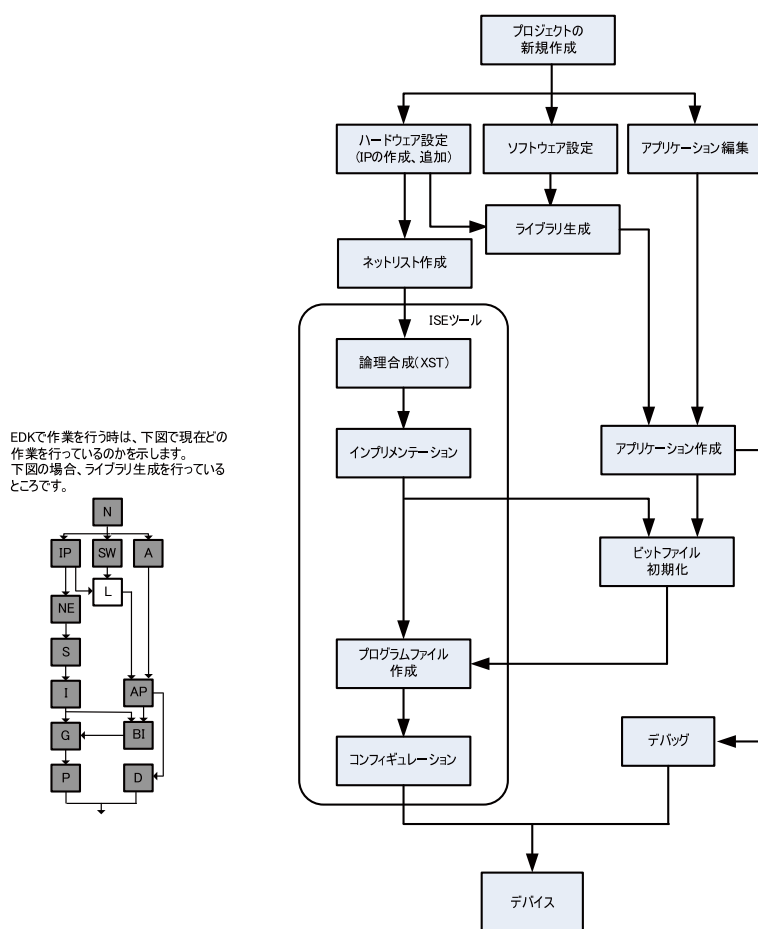 プロジェクトの
新規作成
ハードウェア設定
(IPの作成、追加)
ソフトウェア設定
アプリケーション編集
ライブラリ生成
ネットリスト作成
ISEツール
論理合成(XST)
インプリメンテーション
アプリケーション作成
ビットファイル
初期化
プログラムファイル
作成
コンフィギュレーション
デバッグ
デバイス
EDKで作業を行う時は、下図で現在どの
作業を行っているのかを示します。
下図の場合、ライブラリ生成を行っている
ところです。
N
IP
SW
A
L
NE
S
I
AP
G
BI
P
D